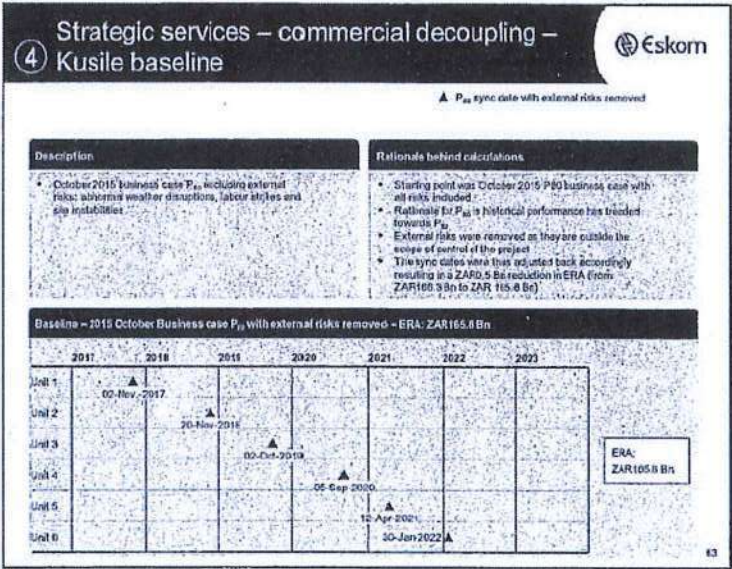 4
Strategic services – commercial decoupling –
Kusile baseline
Eskom
▲ P80 sync date with external risks removed
Description
• October 2015 business case P80 excluding external
risks: abnormal weather disruptions, labour strikes and
site instabilities
Rationale behind calculations
• Starting point was October 2015 P80 business case with
all risks included
• Rationale for P80 is historical performance has trended
towards P80
• External risks were removed as they are outside the
scope of control of the project
• The sync dates were thus adjusted back accordingly
resulting in a ZAR0.5 Bn reduction in ERA (from
ZAR166.3 Bn to ZAR 165.8 Bn)
Baseline – 2015 October Business case P80 with external risks removed – ERA: ZAR165.8 Bn
2017 2018 2019 2020 2021 2022 2023
Unit 1
02-Nov-2017
Unit 2
20-Nov-2018
Unit 3
02-Oct-2019
Unit 4
05-Sep-2020
Unit 5
12-Apr-2021
Unit 6
30-Jan-2022
ERA:
ZAR165.8 Bn
63